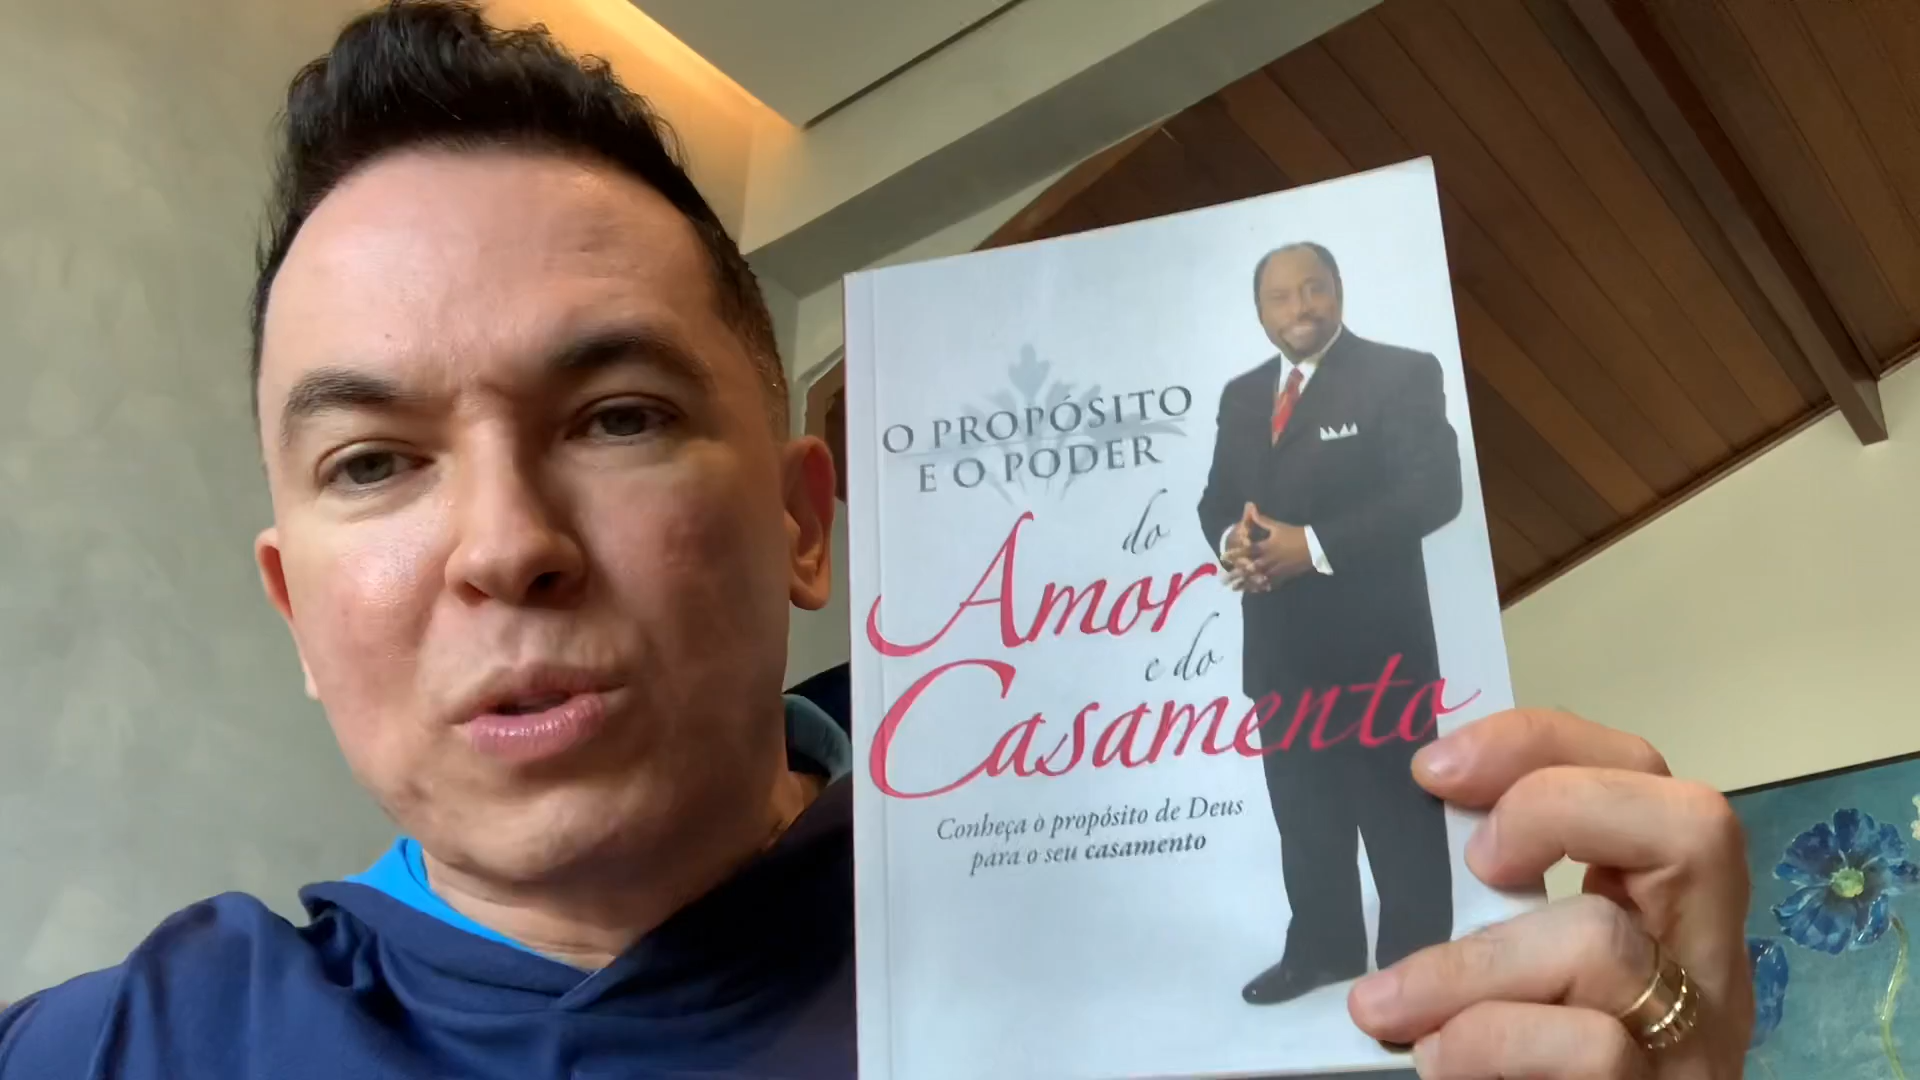 O PROPÓSITO
E O PODER
do
Amor
e do
Casamento
Conheça o propósito de Deus
para o seu casamento